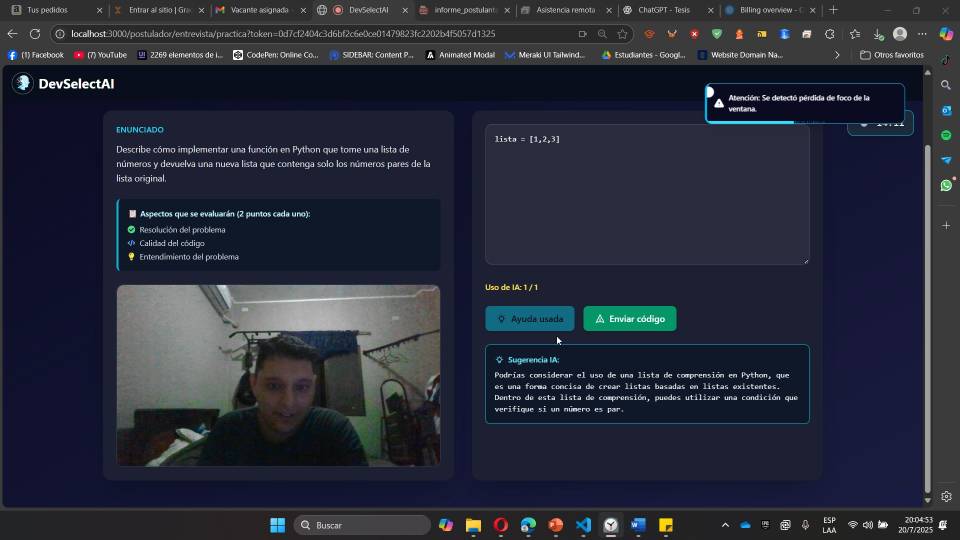 Tus pedidos
Entrar al sitio | Gra
Vacante asignada
DevSelectAI
informe_postulant
Asistencia remota
ChatGPT - Tesis
Billing overview - O
localhost:3000/postulador/entrevista/practica?token=0d7cf2404c3d6bf2c6e0ce01479823fc2202b4f5057d1325
(1) Facebook
(7) YouTube
2269 elementos de i...
CodePen: Content P...
SIDEBAR: Content P...
Animated Modal
Meraki UI Tailwind...
Estudiantes - Googl...
Website Domain Na...
Otros favoritos
DevSelectAI
Atención: Se detectó pérdida de foco de la
ventana.
ENUNCIADO
Describe cómo implementar una función en Python que tome una lista de
números y devuelva una nueva lista que contenga solo los números pares de la
lista original.
Aspectos que se evaluarán (2 puntos cada uno):
Resolución del problema
Calidad del código
Entendimiento del problema
lista = [1,2,3]
Uso de IA: 1 / 1
Ayuda usada
Enviar código
Sugerencia IA:
Podrías considerar el uso de una lista de comprensión en Python, que
es una forma concisa de crear listas basadas en listas existentes.
Dentro de esta lista de comprensión, puedes utilizar una condición que
verifique si un número es par.
Buscar
ESP
LAA
20:04:53
20/7/2025